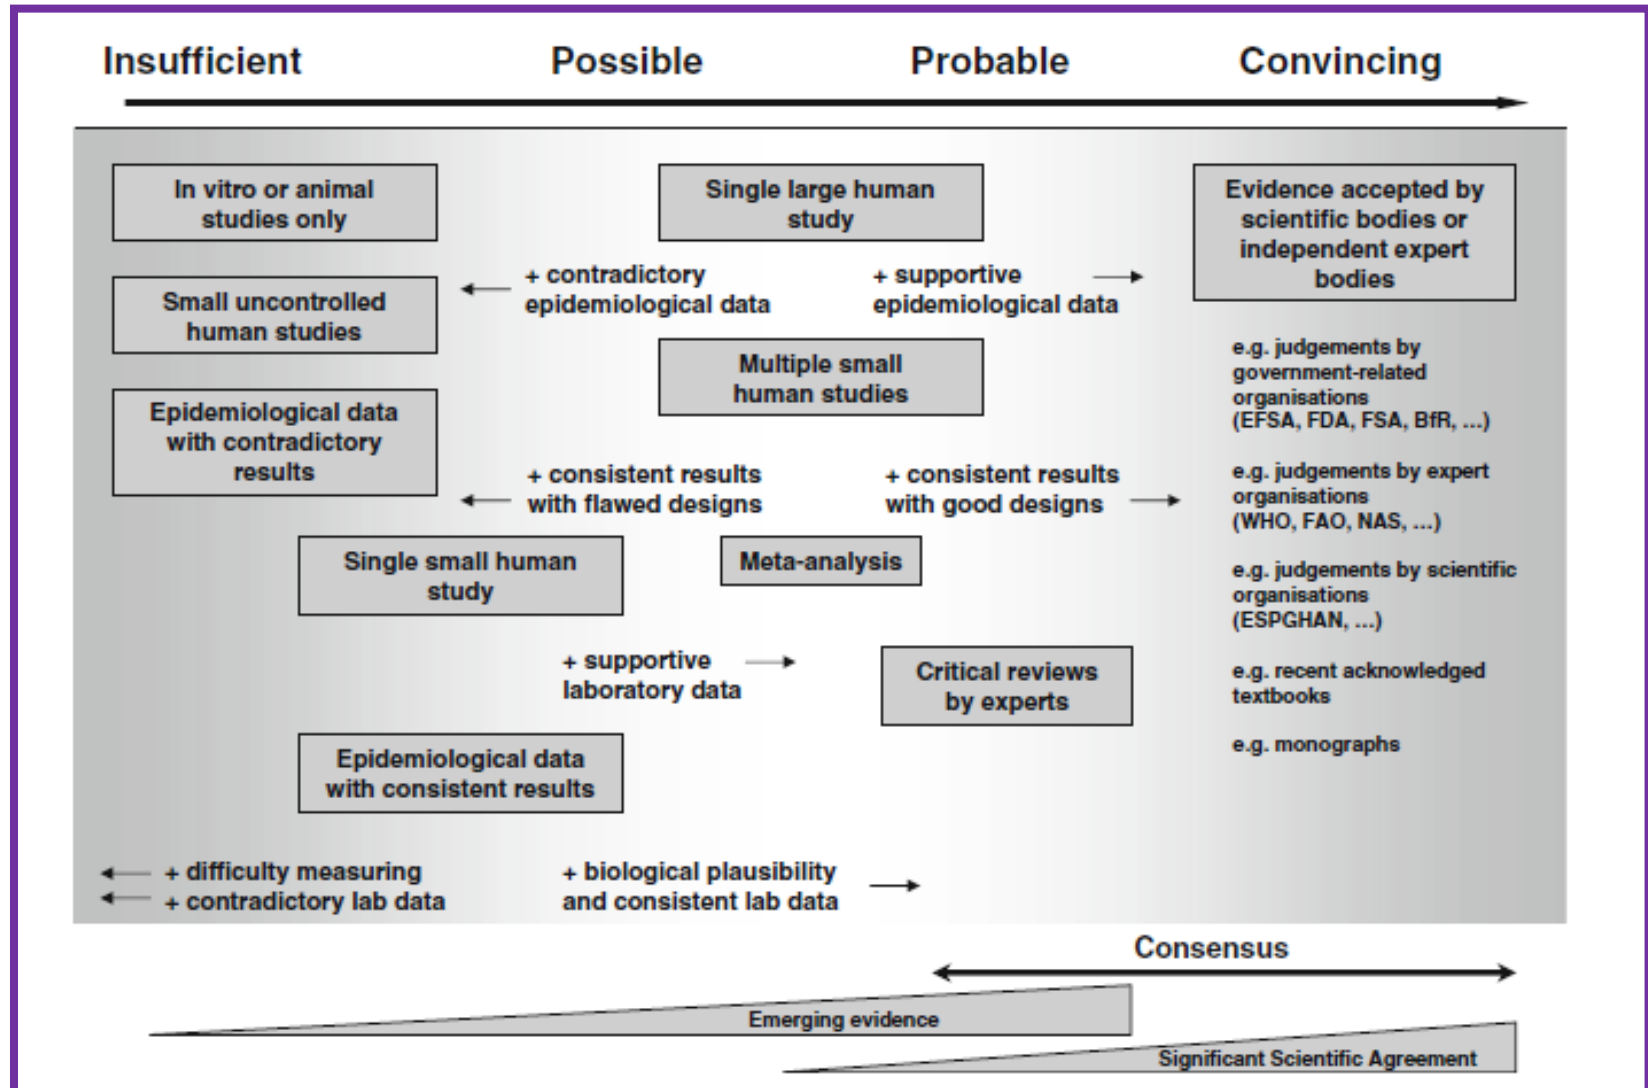 Insufficient
Possible
Probable
Convincing
In vitro or animal
studies only
Small uncontrolled
human studies
Epidemiological data
with contradictory
results
Single large human
study
+ contradictory
epidemiological data
+ supportive
epidemiological data
Multiple small
human studies
+ consistent results
with flawed designs
+ consistent results
with good designs
Single small human
study
Meta-analysis
+ supportive
laboratory data
Critical reviews
by experts
Epidemiological data
with consistent results
+ difficulty measuring
+ contradictory lab data
+ biological plausibility
and consistent lab data
Evidence accepted by
scientific bodies or
independent expert
bodies
e.g. judgements by
government-related
organisations
(EFSA, FDA, FSA, BfR, ...)
e.g. judgements by expert
organisations
(WHO, FAO, NAS, ...)
e.g. judgements by scientific
organisations
(ESPGHAN, ...)
e.g. recent acknowledged
textbooks
e.g. monographs
Consensus
Emerging evidence
Significant Scientific Agreement